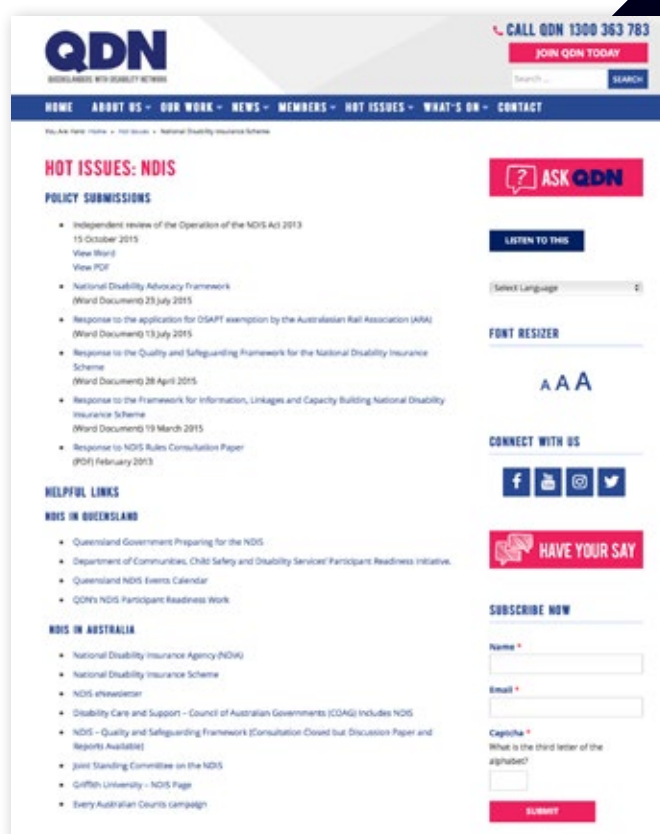 QDN
QUEENSLANDERS WITH DISABILITY NETWORK
CALL QDN 1300 363 783
JOIN QDN TODAY
Search ...
SEARCH
HOME ABOUT US OUR WORK NEWS MEMBERS HOT ISSUES WHAT'S ON CONTACT
You Are Here: Home » Hot Issues » National Disability Insurance Scheme
HOT ISSUES: NDIS
POLICY SUBMISSIONS
Independent review of the Operation of the NDIS Act 2013
15 October 2015
View Word
View PDF
National Disability Advocacy Framework
(Word Document) 23 July 2015
Response to the application for DSAPT exemption by the Australasian Rail Association (ARA)
(Word Document) 13 July 2015
Response to the Quality and Safeguarding Framework for the National Disability Insurance
Scheme
(Word Document) 28 April 2015
Response to the Framework for Information, Linkages and Capacity Building National Disability
Insurance Scheme
(Word Document) 19 March 2015
Response to NDIS Rules Consultation Paper
(PDF) February 2013
HELPFUL LINKS
NDIS IN QUEENSLAND
Queensland Government Preparing for the NDIS
Department of Communities, Child Safety and Disability Services' Participant Readiness Initiative.
Queensland NDIS Events Calendar
QDN's NDIS Participant Readiness Work
NDIS IN AUSTRALIA
National Disability Insurance Agency (NDIA)
National Disability Insurance Scheme
NDIS eNewsletter
Disability Care and Support – Council of Australian Governments (COAG) Includes NDIS
NDIS – Quality and Safeguarding Framework (Consultation Closed but Discussion Paper and
Reports Available)
Joint Standing Committee on the NDIS
Griffith University – NDIS Page
Every Australian Counts campaign
? ASK QDN
LISTEN TO THIS
Select Language
FONT RESIZER
A A A
CONNECT WITH US
HAVE YOUR SAY
SUBSCRIBE NOW
Name *
Email *
Captcha *
What is the third letter of the
alphabet?
SUBMIT